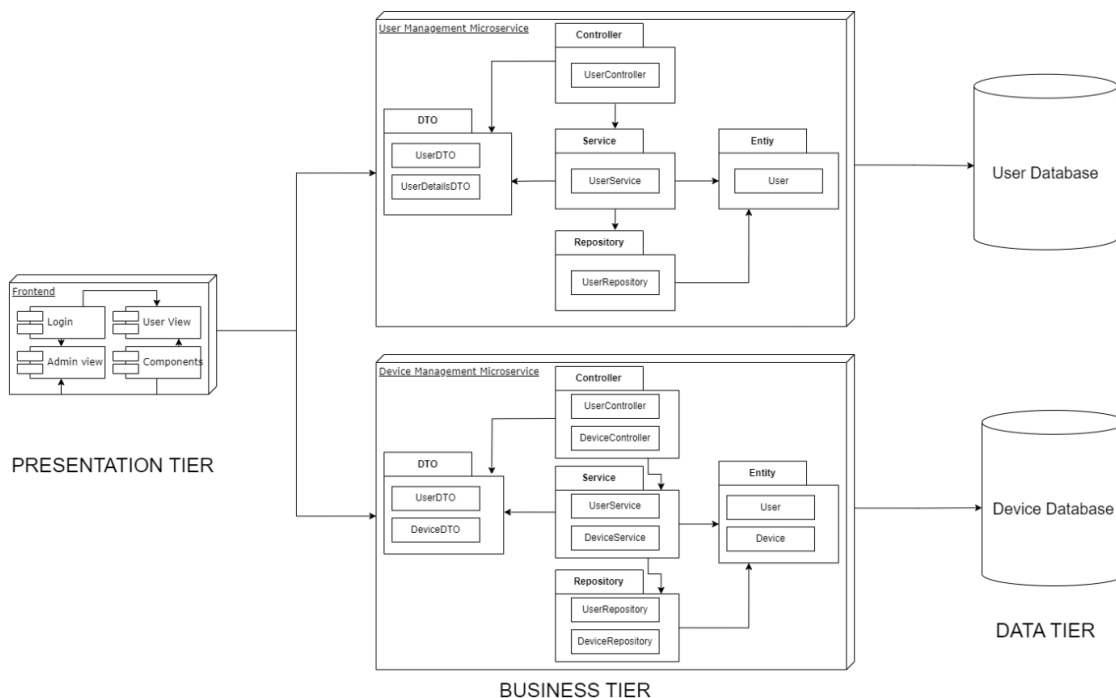 User Management Microservice
Controller
UserController
DTO
UserDTO
UserDetailsDTO
Service
UserService
Entiy
User
Repository
UserRepository
User Database
Frontend
Login
User View
Admin view
Components
PRESENTATION TIER
Device Management Microservice
Controller
UserController
DeviceController
DTO
UserDTO
DeviceDTO
Service
UserService
DeviceService
Entity
User
Device
Repository
UserRepository
DeviceRepository
Device Database
DATA TIER
BUSINESS TIER